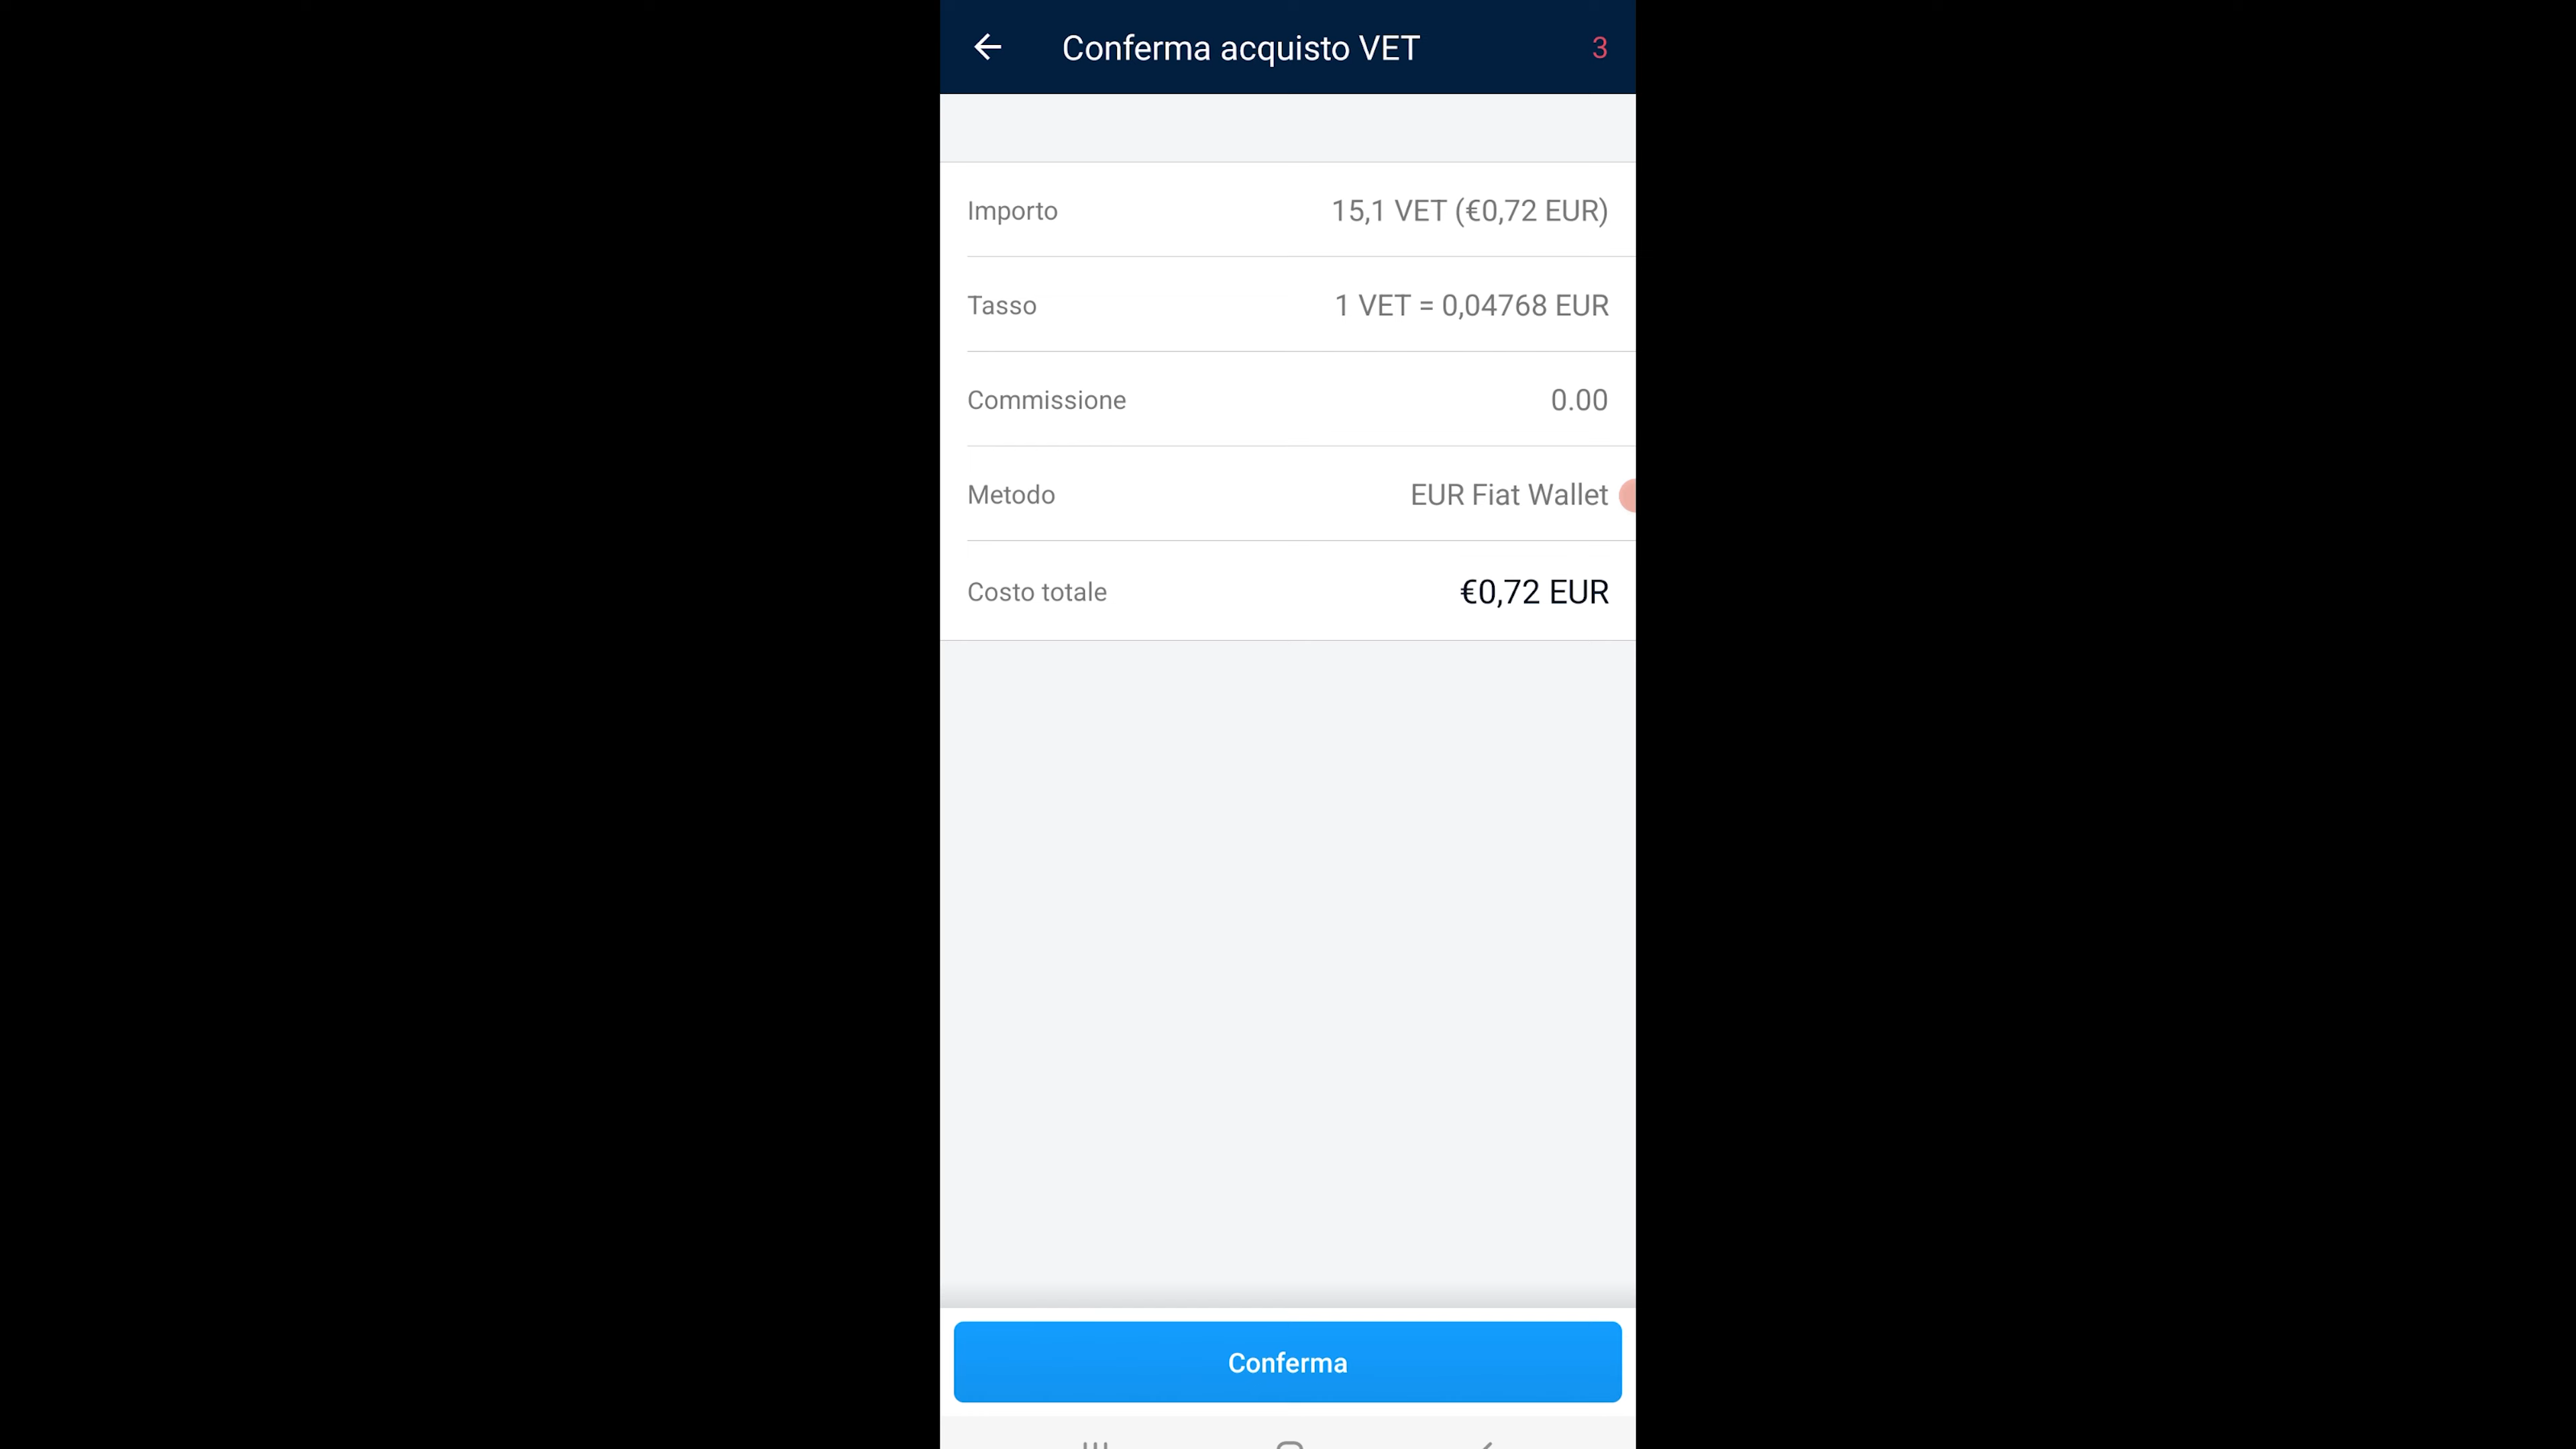 Conferma acquisto VET 3
Importo 15,1 VET (€0,72 EUR)
Tasso 1 VET = 0,04768 EUR
Commissione 0.00
Metodo EUR Fiat Wallet
Costo totale €0,72 EUR
Conferma